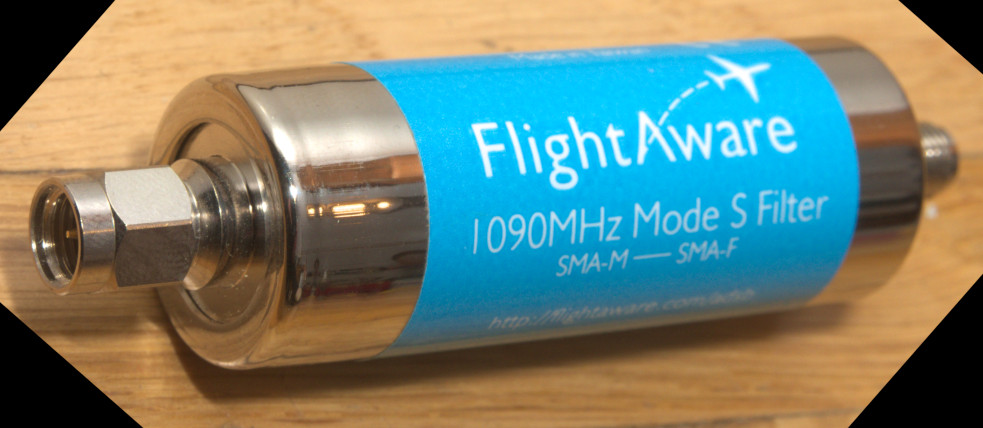 FlightAware
1090MHz Mode S Filter
SMA-M — SMA-F
http://flightaware.com/adsb